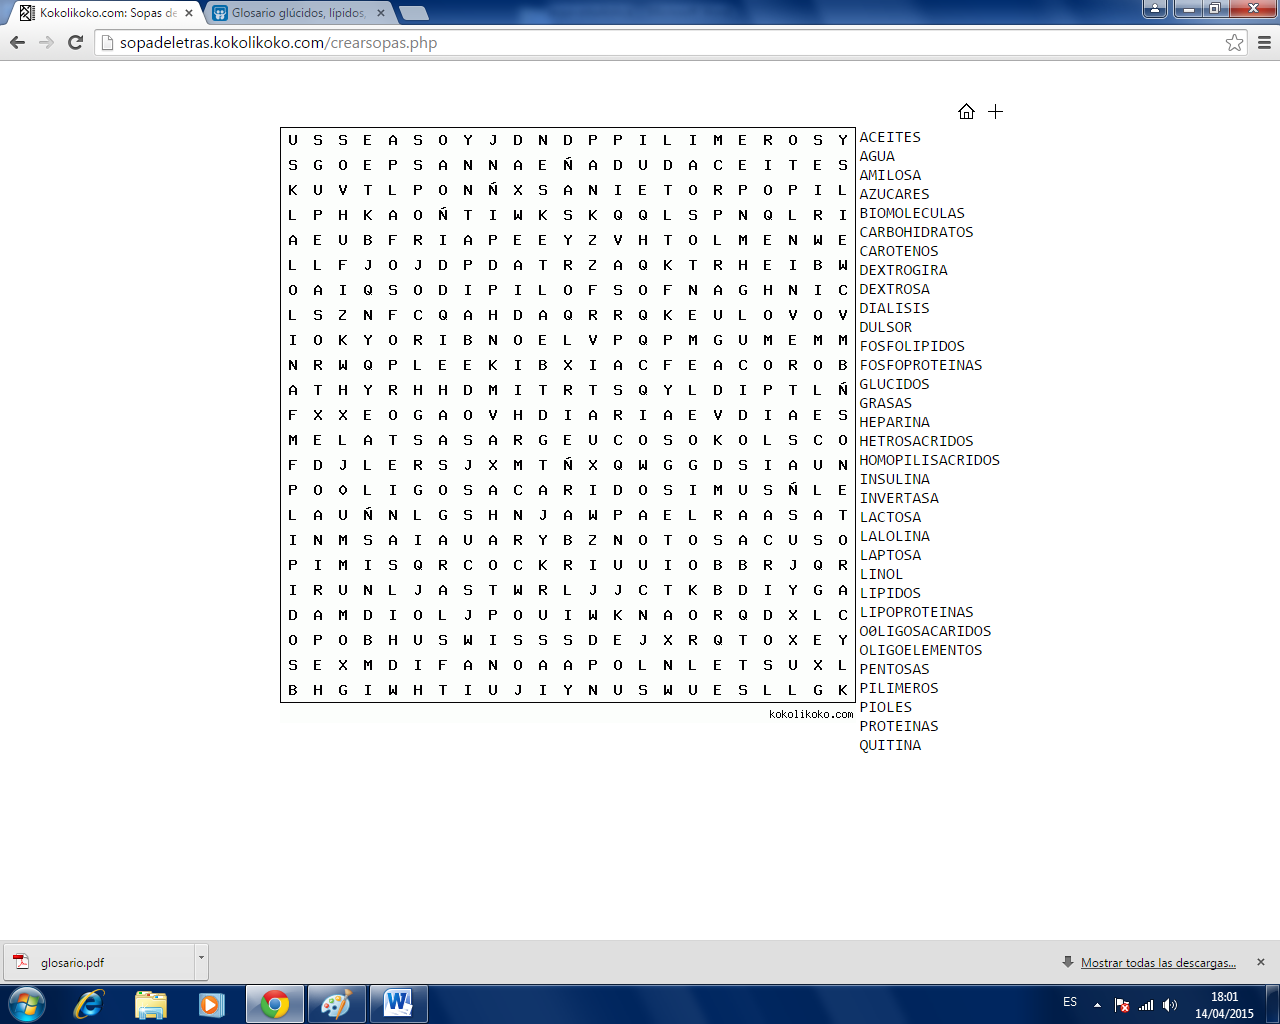 Kokolikoko.com: Sopas de
Glosario glúcidos, lípidos,
sopadeletras.kokolikoko.com/crearsopas.php
U S S E A S O Y J D N D P P I L I M E R O S Y
S G O E P S A N N A E Ñ A D U D A C E I T E S
K U V T L P O N Ñ X S A N I E T O R P O P I L
L P H K A O Ñ T I W K S K Q Q L S P N Q L R I
A E U B F R I A P E E Y Z V H T O L M E N W E
L L F J O J D P D A T R Z A Q K T R H E I B W
O A I Q S O D I P I L O F S O F N A G H N I C
L S Z N F C Q A H D A Q R R Q K E U L O V O V
I O K Y O R I B N O E L V P Q P M G U M E M M
N R W Q P L E E K I B X I A C F E A C O R O B
A T H Y R H H D M I T R T S Q Y L D I P T L Ñ
F X X E O G A O V H D I A R I A E V D I A E S
M E L A T S A S A R G E U C O S O K O L S C O
F D J L E R S J X M T Ñ X Q W G G D S I A U N
P O 0 L I G O S A C A R I D O S I M U S Ñ L E
L A U Ñ N L G S H N J A W P A E L R A A S A T
I N M S A I A U A R Y B Z N O T O S A C U S O
P I M I S Q R C O C K R I U U I O B B R J Q R
I R U N L J A S T W R L J J C T K B D I Y G A
D A M D I O L J P O U I W K N A O R Q D X L C
O P O B H U S W I S S S D E J X R Q T O X E Y
S E X M D I F A N O A A P O L N L E T S U X L
B H G I W H T I U J I Y N U S W U E S L L G K
kokolikoko.com
ACEITES
AGUA
AMILOSA
AZUCARES
BIOMOLECULAS
CARBOHIDRATOS
CAROTENOS
DEXTROGIRA
DEXTROSA
DIALISIS
DULSOR
FOSFOLIPIDOS
FOSFOPROTEINAS
GLUCIDOS
GRASAS
HEPARINA
HETROSACRIDOS
HOMOPILISACRIDOS
INSULINA
INVERTASA
LACTOSA
LALOLINA
LAPTOSA
LINOL
LIPIDOS
LIPOPROTEINAS
O0LIGOSACARIDOS
OLIGOELEMENTOS
PENTOSAS
PILIMEROS
PIOLES
PROTEINAS
QUITINA
glosario.pdf
Mostrar todas las descargas...
ES
18:01
14/04/2015